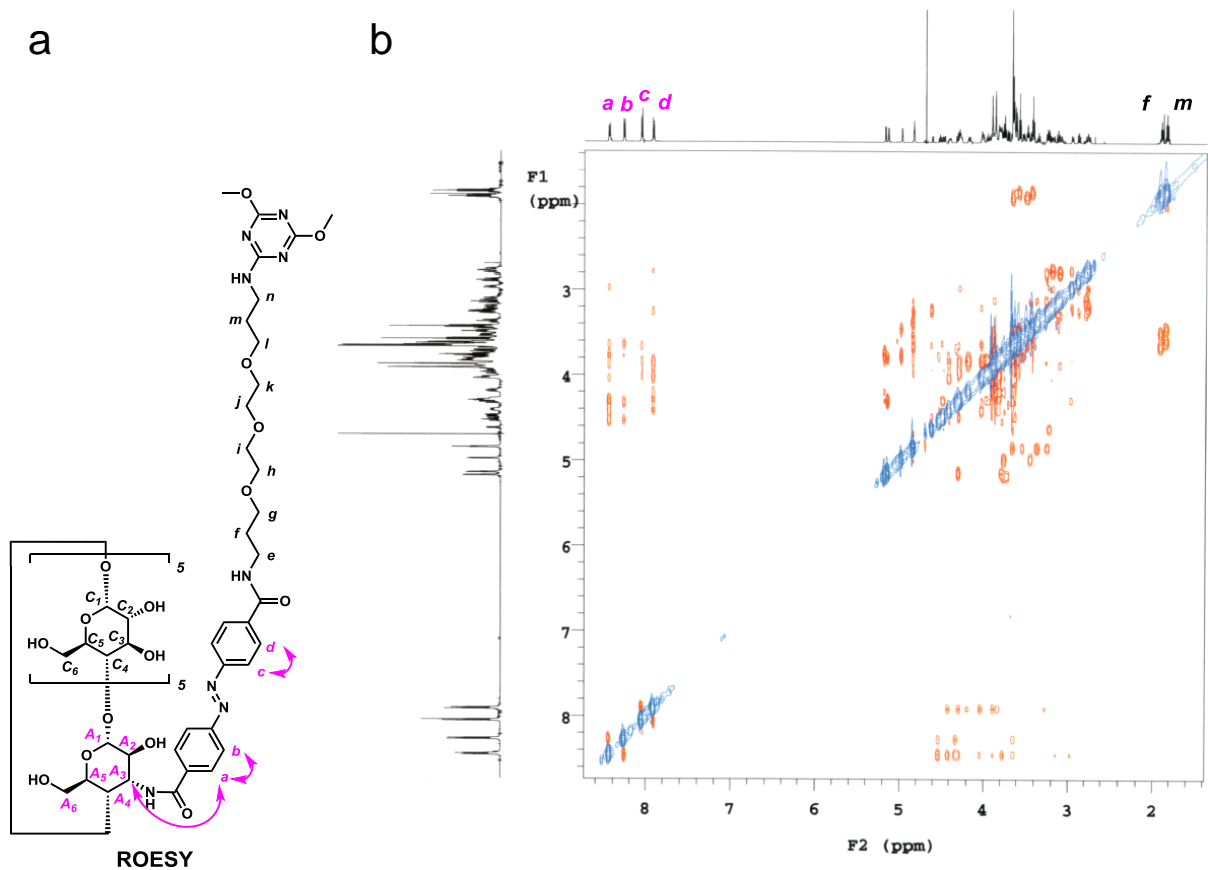 a
b
a b c d
f m
F1
(ppm)
3
4
5
6
7
8
8 7 6 5 4 3 2
F2 (ppm)
O
N N
O
N
HN
n
m
l
O
k
j
O
i
h
O
g
f
e
HN
O
d
c
N
N
b
a
O
N
H
5
O
C1
C2
OH
O
C5
C3
OH
HO
C6
C4
5
O
A1
A2
OH
O
A5
A3
HO
A6
A4
ROESY